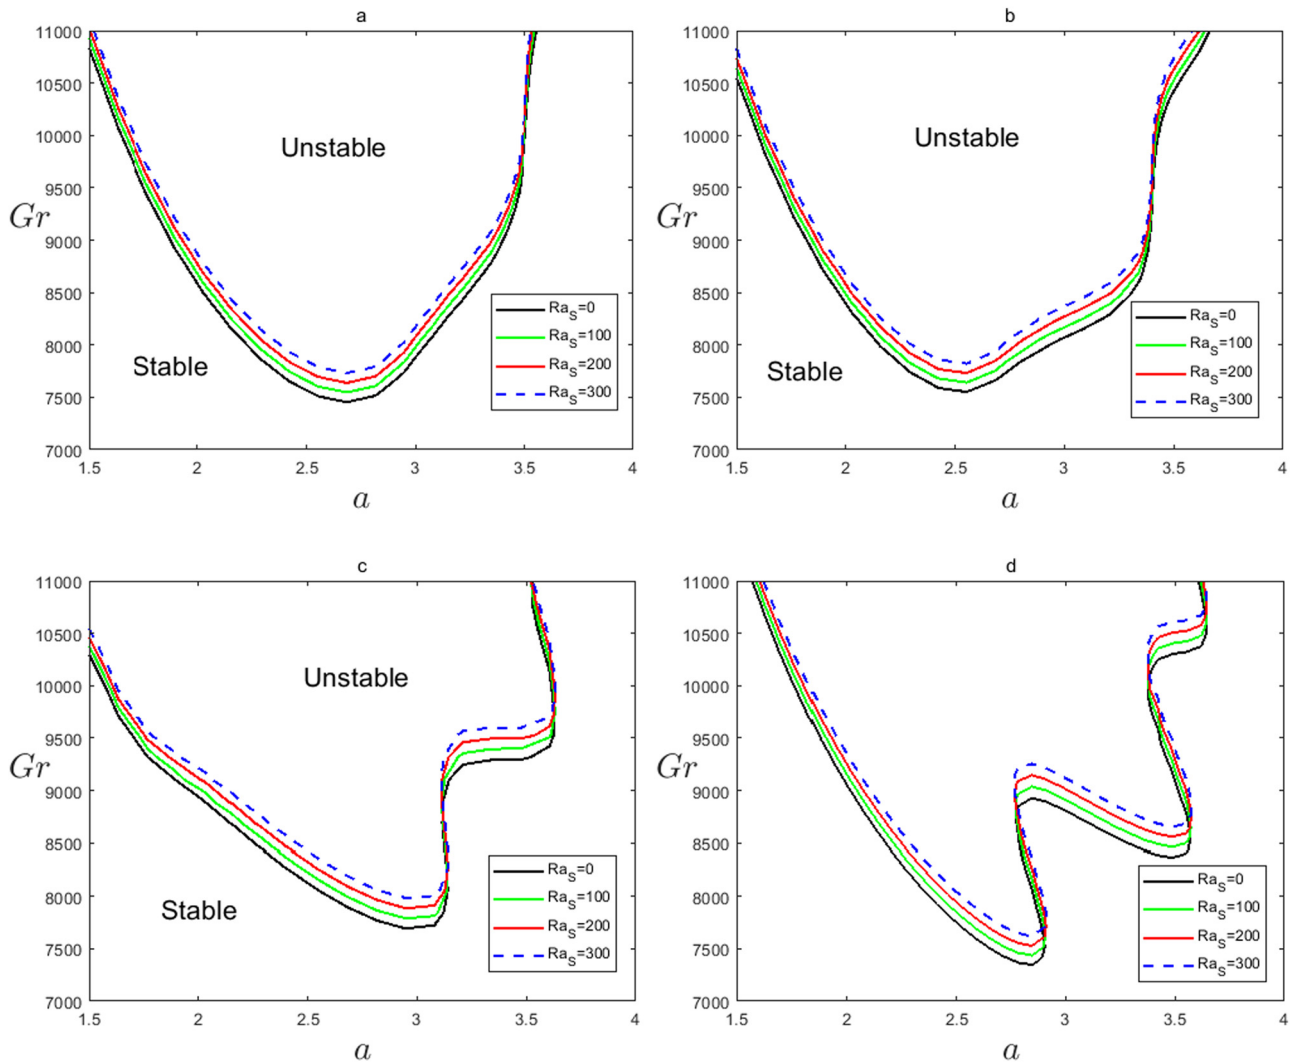 a
11000
10500
10000
9500
9000
8500
8000
7500
7000
Gr
Unstable
Stable
Ra_S=0
Ra_S=100
Ra_S=200
Ra_S=300
1.5 2 2.5 3 3.5 4
a
b
11000
10500
10000
9500
9000
8500
8000
7500
7000
Gr
Unstable
Stable
Ra_S=0
Ra_S=100
Ra_S=200
Ra_S=300
1.5 2 2.5 3 3.5 4
a
c
11000
10500
10000
9500
9000
8500
8000
7500
7000
Gr
Unstable
Stable
Ra_S=0
Ra_S=100
Ra_S=200
Ra_S=300
1.5 2 2.5 3 3.5 4
a
d
11000
10500
10000
9500
9000
8500
8000
7500
7000
Gr
Ra_S=0
Ra_S=100
Ra_S=200
Ra_S=300
1.5 2 2.5 3 3.5 4
a